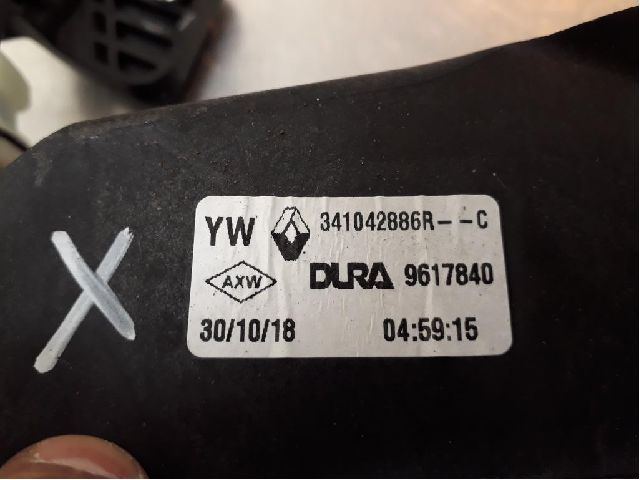 X
YW 341042886R--C
AXW DURA 9617840
30/10/18 04:59:15